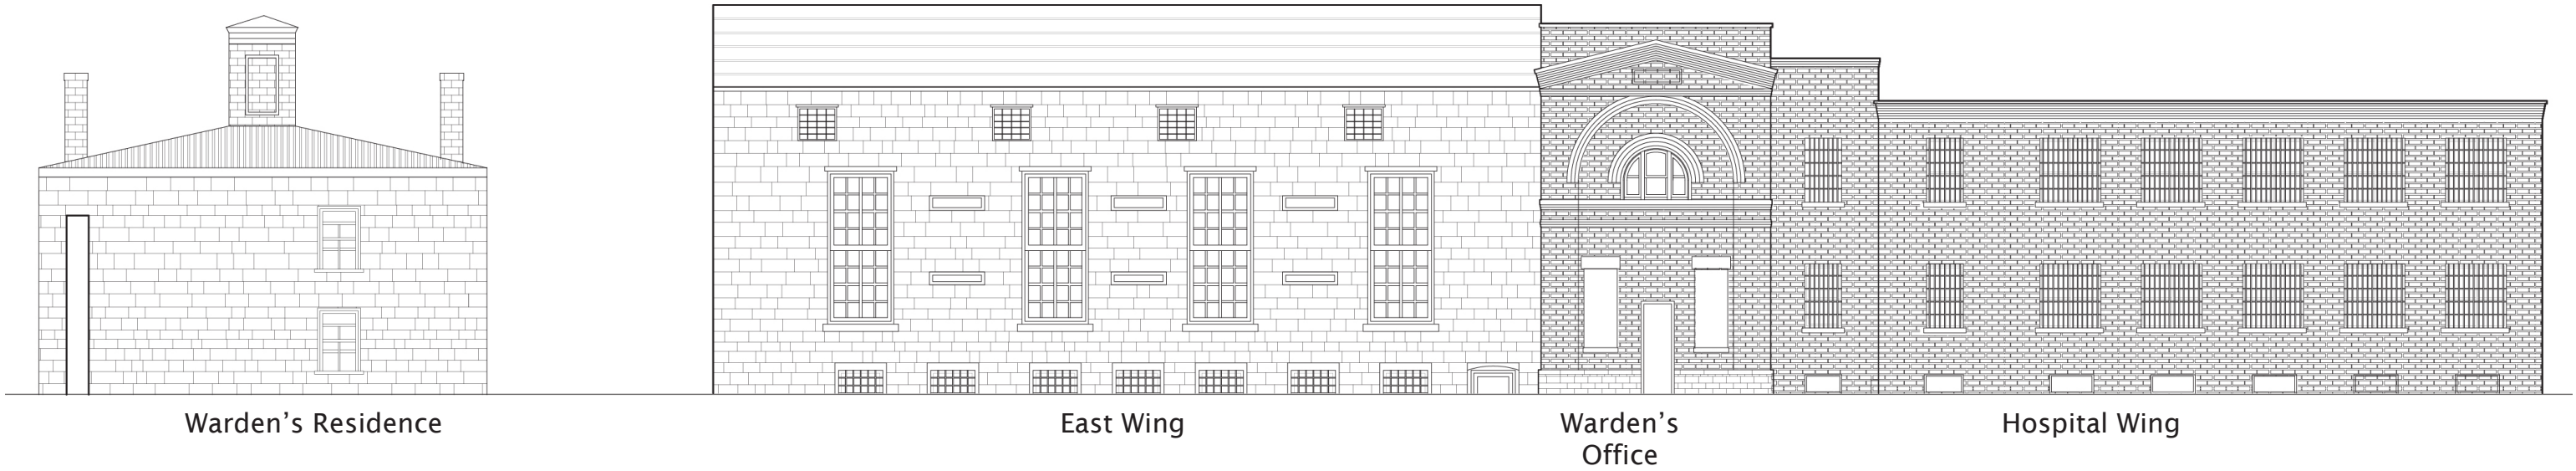 Warden’s Residence
East Wing
Warden’s
Office
Hospital Wing